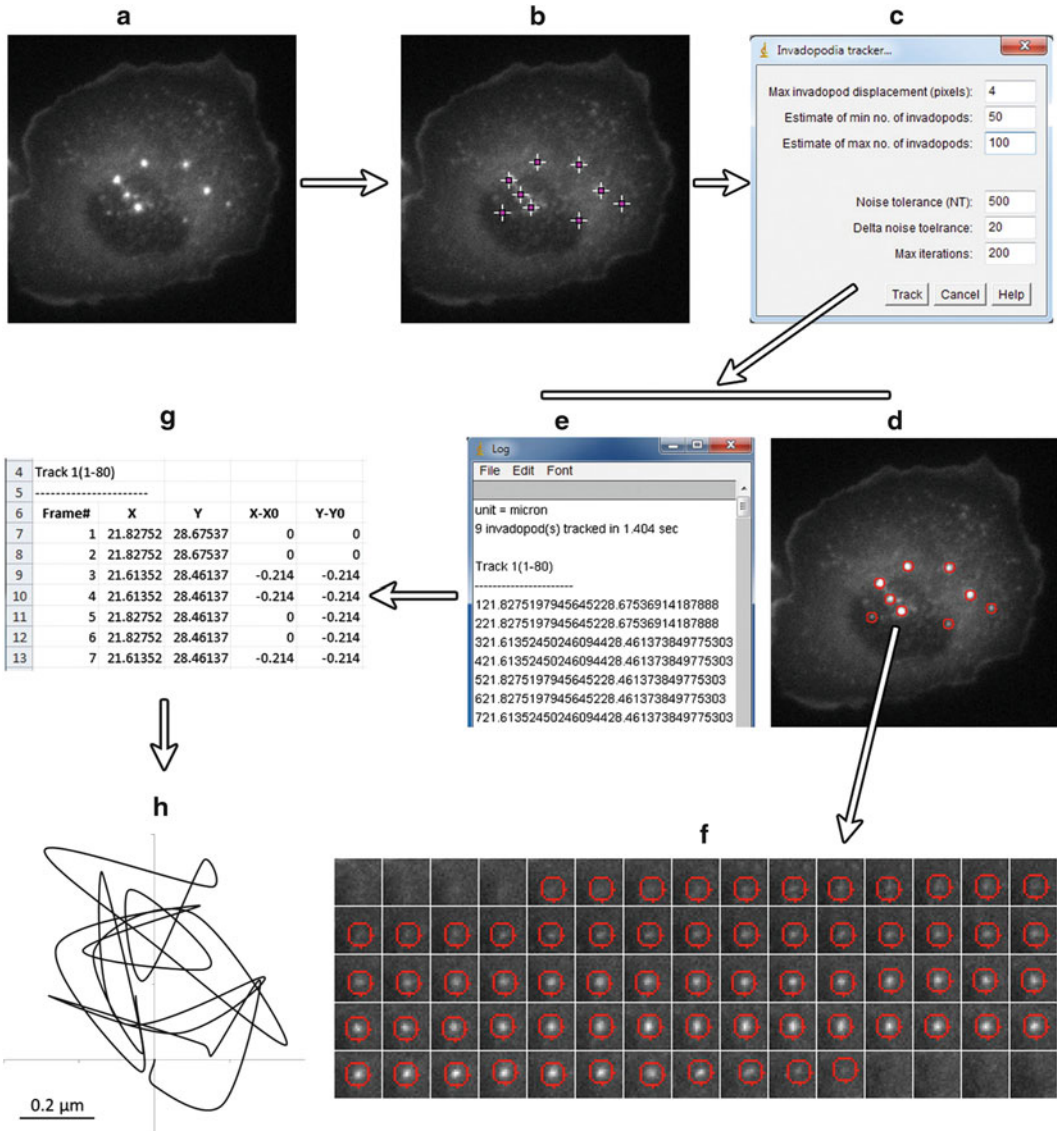 a
b
c
Invadopodia tracker...
Max invadopod displacement (pixels): 4
Estimate of min no. of invadopods: 50
Estimate of max no. of invadopods: 100
Noise tolerance (NT): 500
Delta noise toelrance: 20
Max iterations: 200
Track Cancel Help
g
4 Track 1(1-80)
5 ----------------------
6 Frame# X Y X-X0 Y-Y0
7 1 21.82752 28.67537 0 0
8 2 21.82752 28.67537 0 0
9 3 21.61352 28.46137 -0.214 -0.214
10 4 21.61352 28.46137 -0.214 -0.214
11 5 21.82752 28.46137 0 -0.214
12 6 21.82752 28.46137 0 -0.214
13 7 21.61352 28.46137 -0.214 -0.214
e
Log
File Edit Font
unit = micron
9 invadopod(s) tracked in 1.404 sec
Track 1(1-80)
----------------------
121.8275197945645228.67536914187888
221.8275197945645228.67536914187888
321.61352450246094428.461373849775303
421.61352450246094428.461373849775303
521.8275197945645228.461373849775303
621.8275197945645228.461373849775303
721.61352450246094428.461373849775303
d
h
0.2 µm
f